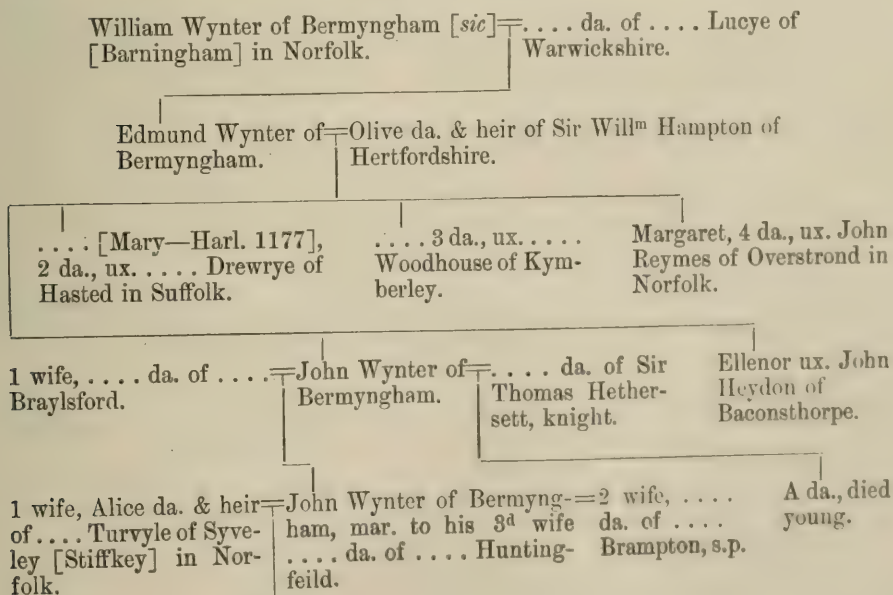 William Wynter of Bermyngham [sic]=. . . . da. of . . . . Lucye of
[Barningham] in Norfolk.
Warwickshire.
Edmund Wynter of=Olive da. & heir of Sir Willm Hampton of
Bermyngham.
Hertfordshire.
. . . . [Mary—Harl. 1177],
2 da., ux. . . . . Drewrye of
Hasted in Suffolk.
. . . . 3 da., ux. . . . .
Woodhouse of Kym-
berley.
Margaret, 4 da., ux. John
Reymes of Overstrond in
Norfolk.
1 wife, . . . . da. of . . . .=John Wynter of=. . . . da. of Sir
Braylsford.
Bermyngham.
Thomas Hether-
sett, knight.
Ellenor ux. John
Heydon of
Baconsthorpe.
1 wife, Alice da. & heir=John Wynter of Bermyng-=2 wife, . . . .
of . . . . Turvyle of Syve-
ley [Stiffkey] in Nor-
folk.
ham, mar. to his 3d wife
. . . . da. of . . . . Hunting-
feild.
da. of . . . .
Brampton, s.p.
A da., died
young.